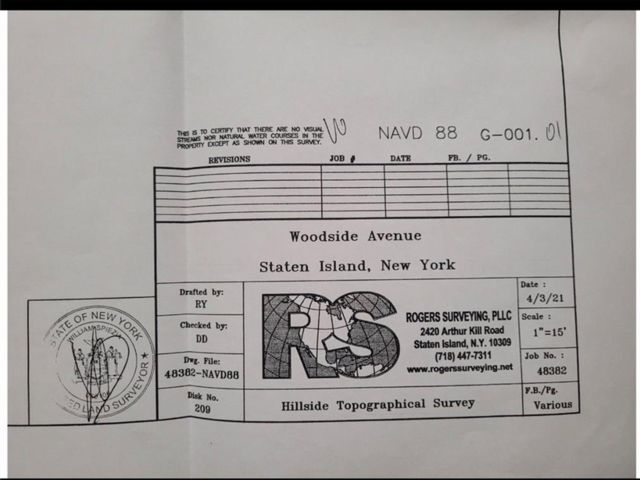 THIS IS TO CERTIFY THAT THERE ARE NO VISUAL
STREAMS NOR NATURAL WATER COURSES IN THE
PROPERTY EXCEPT AS SHOWN ON THIS SURVEY.
NAVD 88 G-001.01
REVISIONS JOB # DATE FB. / PG.
Woodside Avenue
Staten Island, New York
Drafted by:
RY
Checked by:
DD
Dwg. File:
48382-NAVD88
Disk No.
209
RS
ROGERS SURVEYING, PLLC
2420 Arthur Kill Road
Staten Island, N.Y. 10309
(718) 447-7311
www.rogerssurveying.net
Hillside Topographical Survey
Date :
4/3/21
Scale :
1"=15'
Job No. :
48382
F.B./Pg.
Various
STATE OF NEW YORK
WILLIAM
LAND SURVEYOR